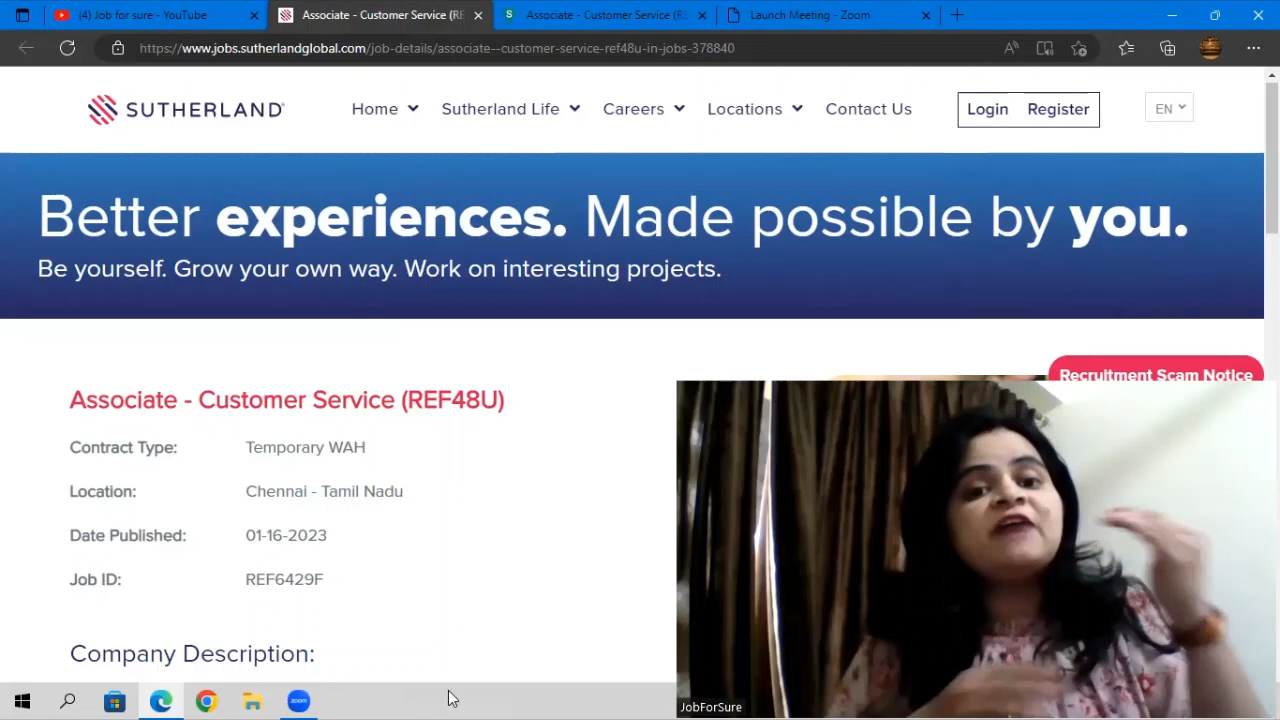 (4) Job for sure - YouTube
Associate - Customer Service (RE
Associate - Customer Service (RE
Launch Meeting - Zoom
https://www.jobs.sutherlandglobal.com/job-details/associate--customer-service-ref48u-in-jobs-378840
SUTHERLAND
Home
Sutherland Life
Careers
Locations
Contact Us
Login
Register
EN
Better experiences. Made possible by you.
Be yourself. Grow your own way. Work on interesting projects.
Recruitment Scam Notice
Associate - Customer Service (REF48U)
Contract Type: Temporary WAH
Location: Chennai - Tamil Nadu
Date Published: 01-16-2023
Job ID: REF6429F
Company Description:
zoom
JobForSure